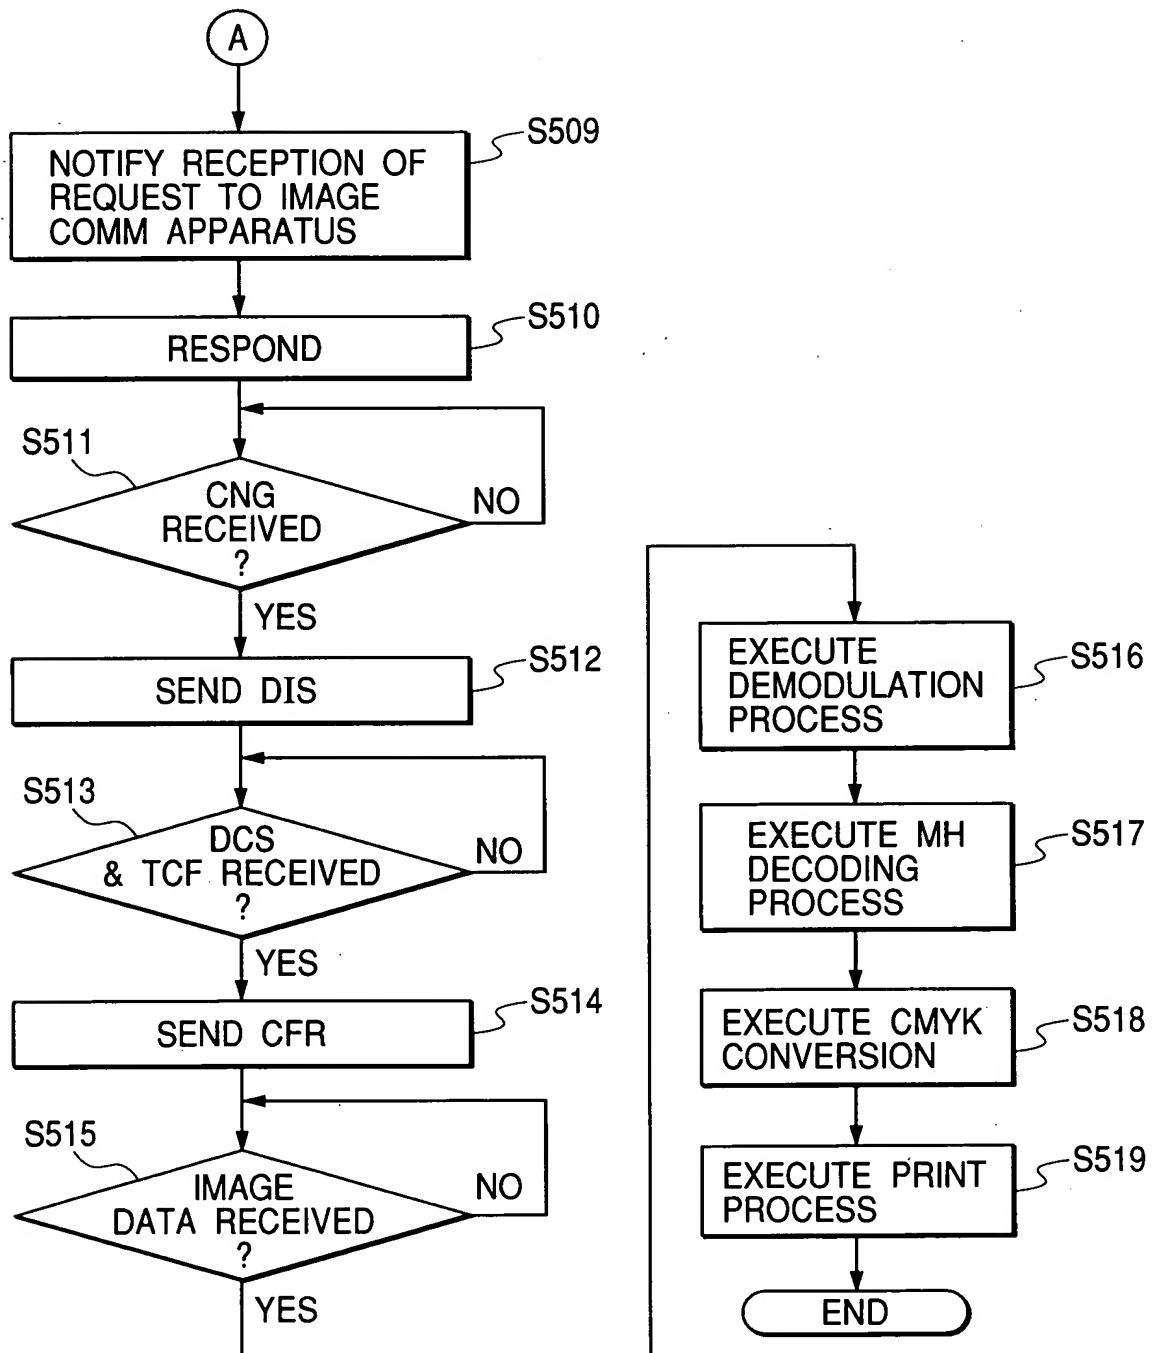 A
S509
NOTIFY RECEPTION OF
REQUEST TO IMAGE
COMM APPARATUS
S510
RESPOND
S511
CNG
RECEIVED
?
NO
YES
S512
SEND DIS
S513
DCS
& TCF RECEIVED
?
NO
YES
S514
SEND CFR
S515
IMAGE
DATA RECEIVED
?
NO
YES
S516
EXECUTE
DEMODULATION
PROCESS
S517
EXECUTE MH
DECODING
PROCESS
S518
EXECUTE CMYK
CONVERSION
S519
EXECUTE PRINT
PROCESS
END